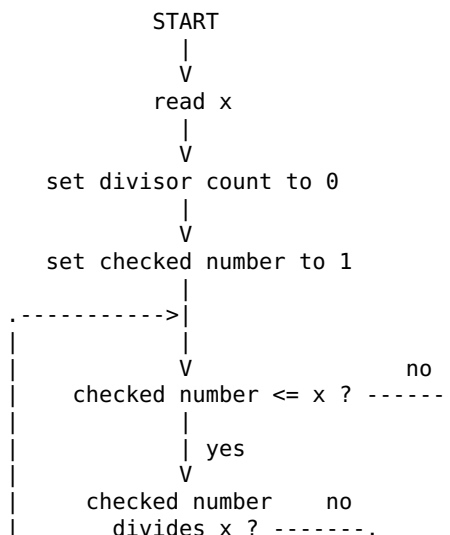 START
|
V
read x
|
V
set divisor count to 0
|
V
set checked number to 1
|
.----------->|
| |
| V no
| checked number <= x ? ------
| |
| | yes
| V
| checked number no
| divides x ? -------.